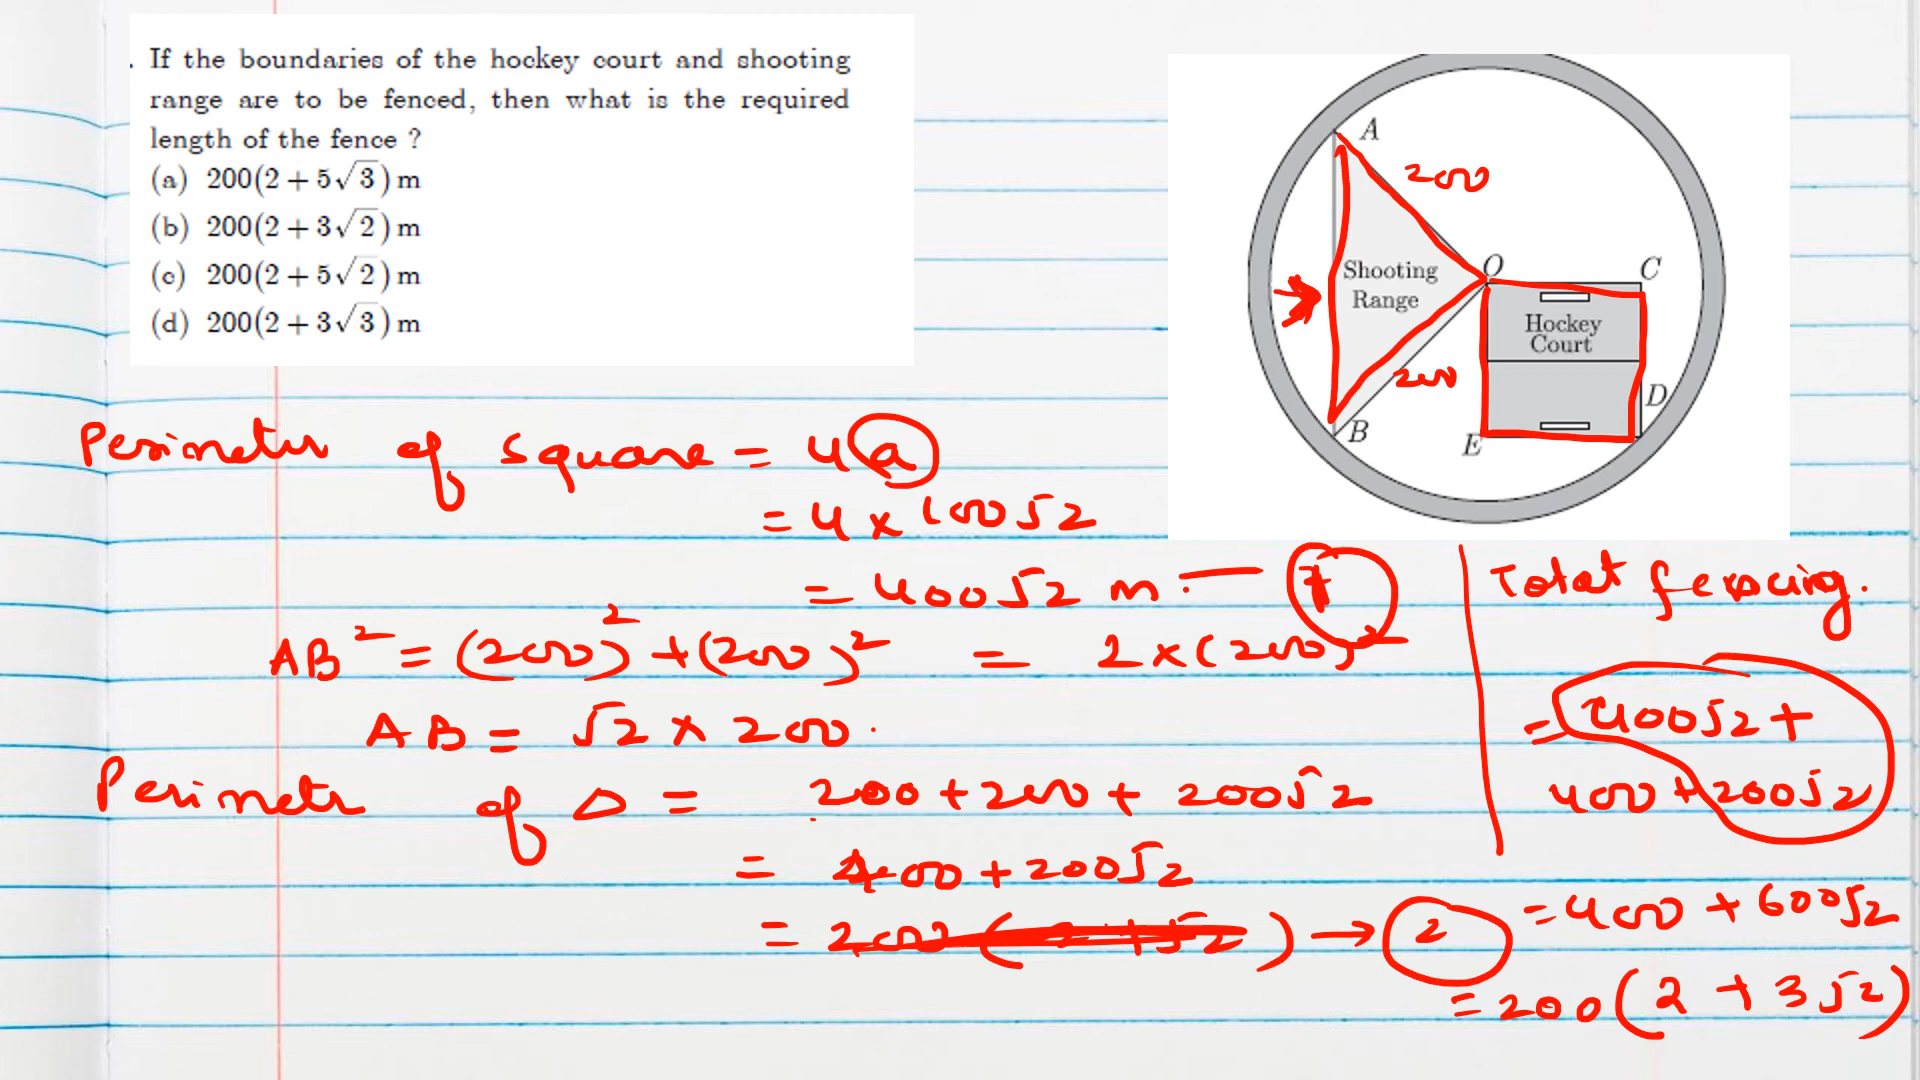 . If the boundaries of the hockey court and shooting
range are to be fenced, then what is the required
length of the fence ?
(a) 200(2 + 5√3) m
(b) 200(2 + 3√2) m
(c) 200(2 + 5√2) m
(d) 200(2 + 3√3) m
A
200
O
C
Shooting
Range
Hockey
Court
200
D
B
E
Perimeter of square = 4a
= 4 × 100√2
= 400√2 m. — 1
AB² = (200)² + (200)² = 2 × (200)²
AB = √2 × 200.
Perimeter of Δ = 200 + 200 + 200√2
= 400 + 200√2
= 200 (2 + √2) → 2
Total fencing.
= 400√2 +
400 + 200√2
= 400 + 600√2
= 200 (2 + 3√2)